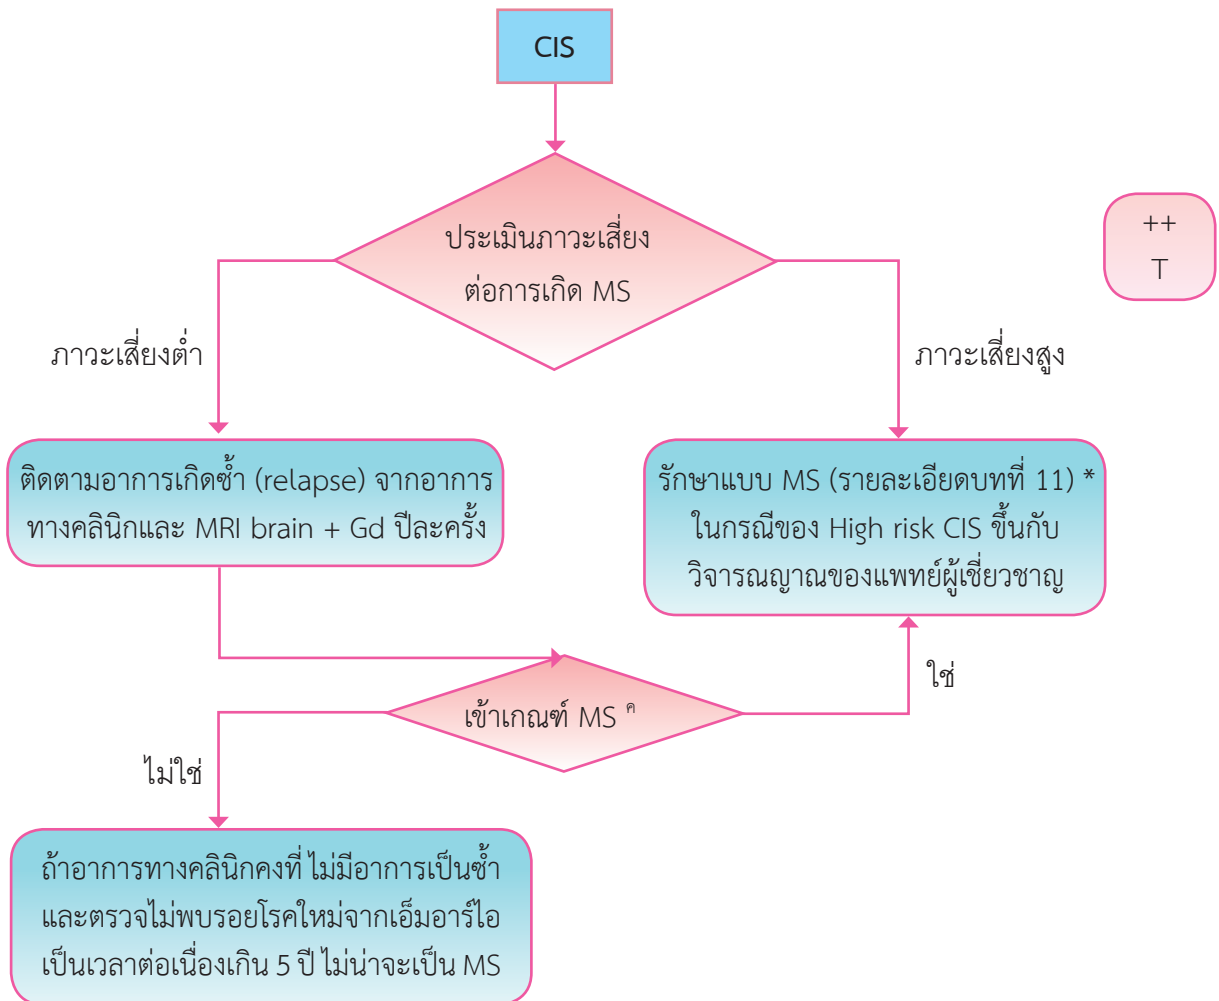 CIS
ประเมินภาวะเสี่ยง
ต่อการเกิด MS
++
T
ภาวะเสี่ยงต่ำ
ภาวะเสี่ยงสูง
ติดตามอาการเกิดซ้ำ (relapse) จากอาการ
ทางคลินิกและ MRI brain + Gd ปีละครั้ง
รักษาแบบ MS (รายละเอียดบทที่ 11) *
ในกรณีของ High risk CIS ขึ้นกับ
วิจารณญาณของแพทย์ผู้เชี่ยวชาญ
เข้าเกณฑ์ MS ค
ใช่
ไม่ใช่
ถ้าอาการทางคลินิกคงที่ ไม่มีอาการเป็นซ้ำ
และตรวจไม่พบรอยโรคใหม่จากเอ็มอาร์ไอ
เป็นเวลาต่อเนื่องเกิน 5 ปี ไม่น่าจะเป็น MS